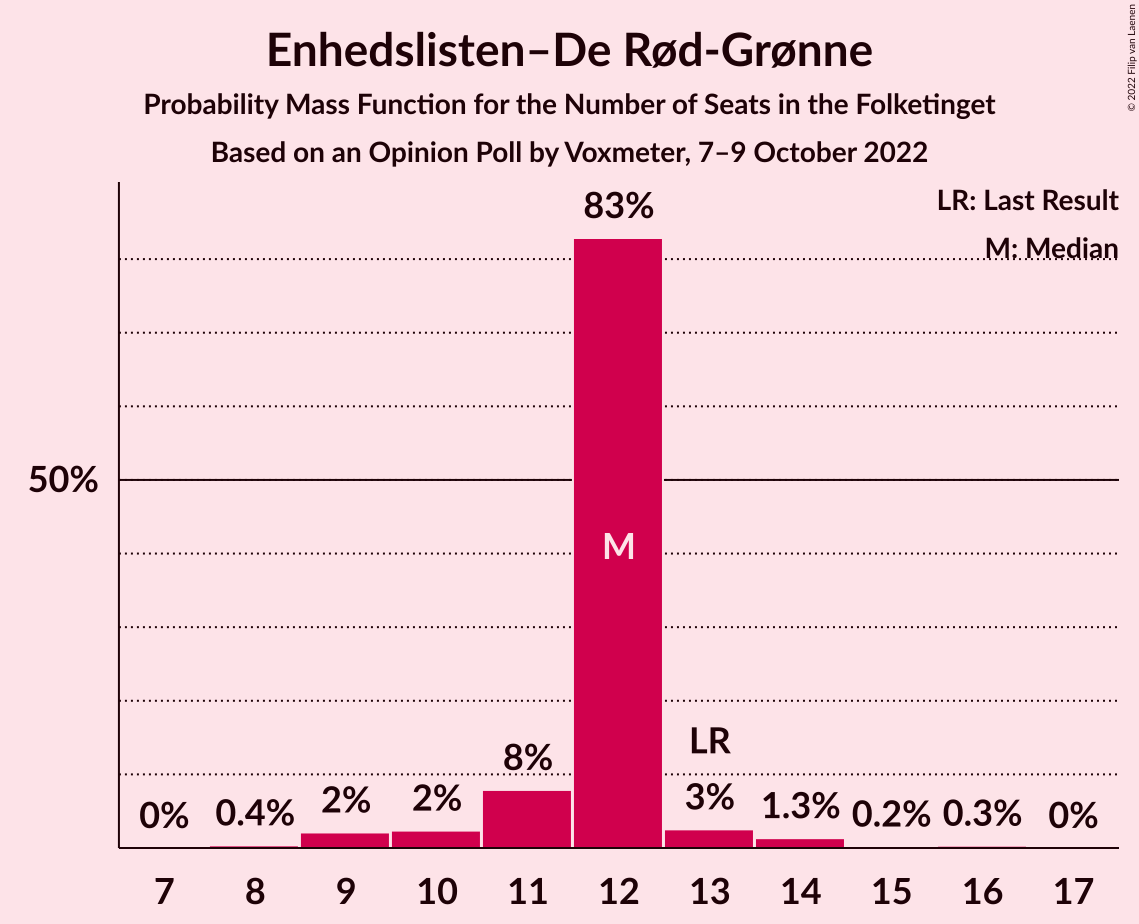 Enhedslisten–De Rød-Grønne
Probability Mass Function for the Number of Seats in the Folketinget
Based on an Opinion Poll by Voxmeter, 7–9 October 2022
© 2022 Filip van Laenen
LR: Last Result
M: Median
83%
50%
M
LR
8%
0%
0.4%
2%
2%
3%
1.3%
0.2%
0.3%
0%
7
8
9
10
11
12
13
14
15
16
17